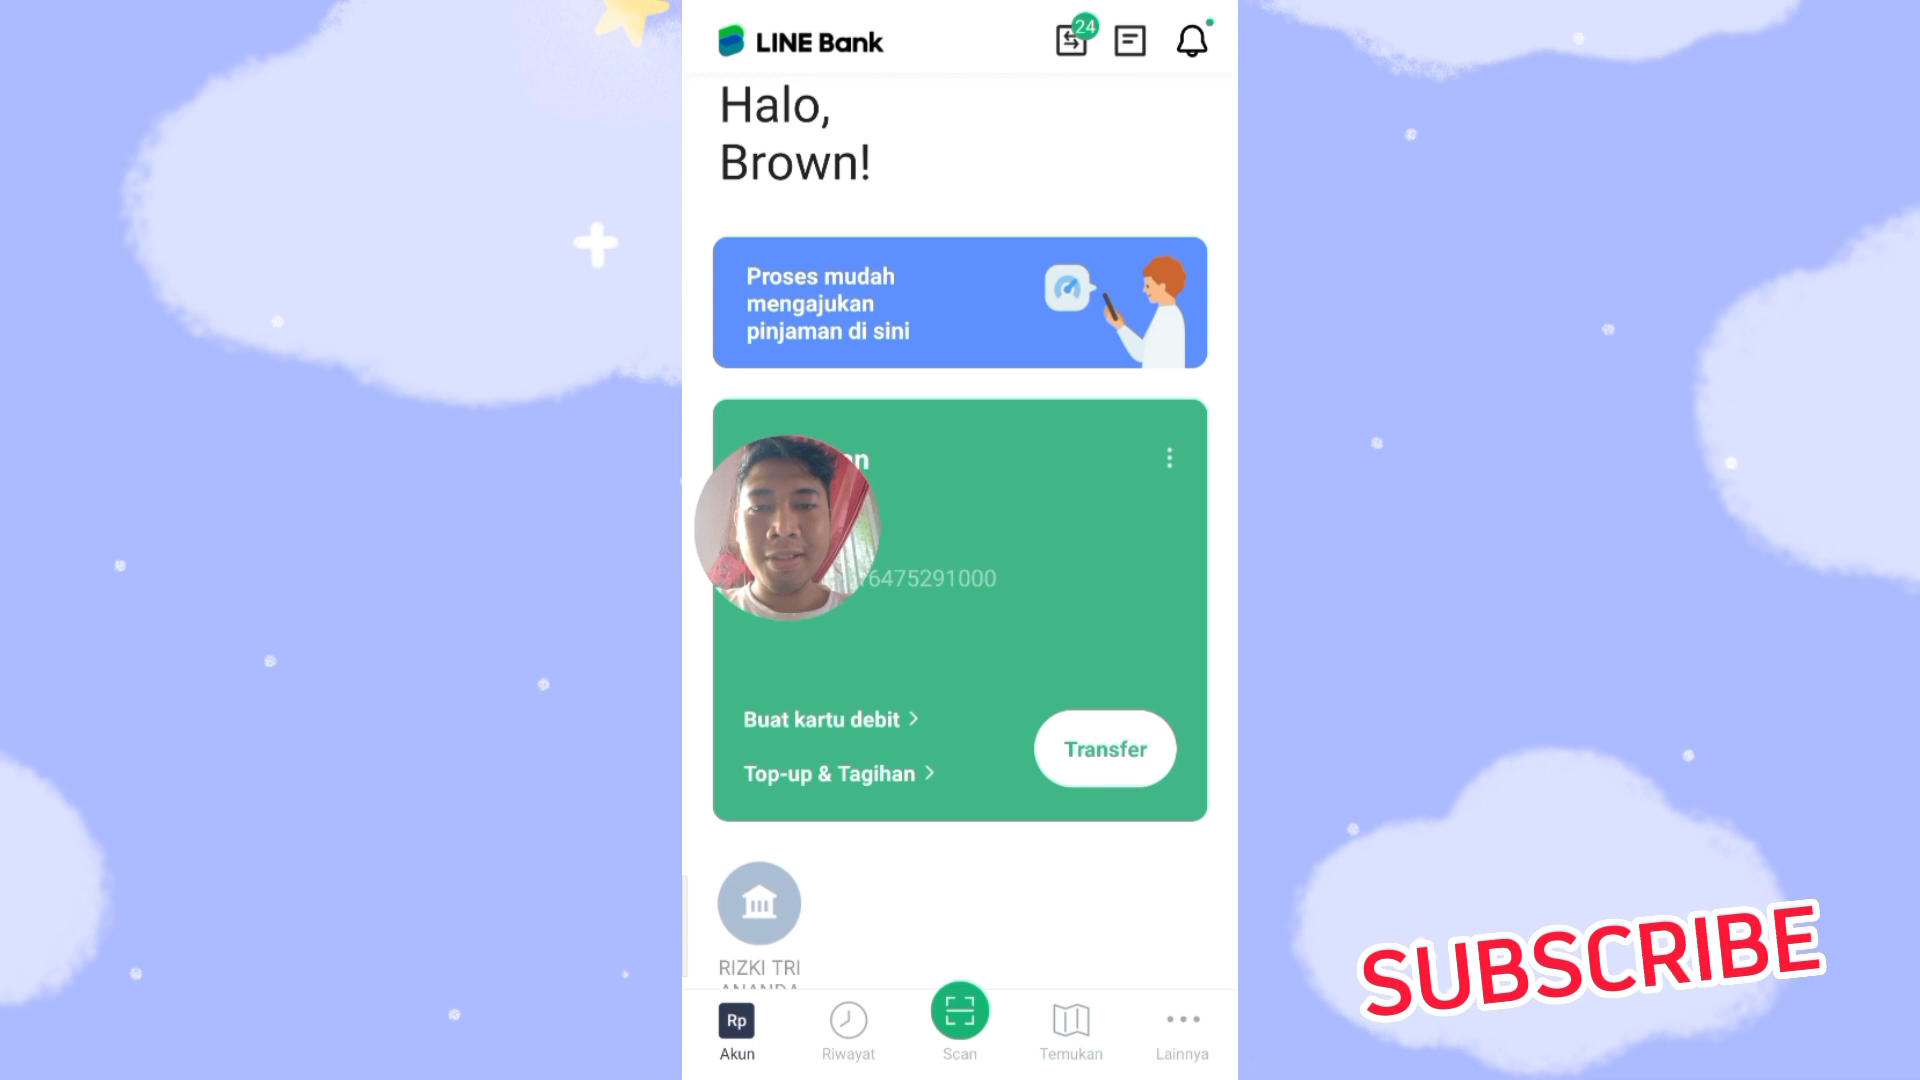 LINE Bank
24
Halo,
Brown!
Proses mudah
mengajukan
pinjaman di sini
6475291000
Buat kartu debit >
Transfer
Top-up & Tagihan >
RIZKI TRI
ANANDA
SUBSCRIBE
Rp
Akun
Riwayat
Scan
Temukan
Lainnya